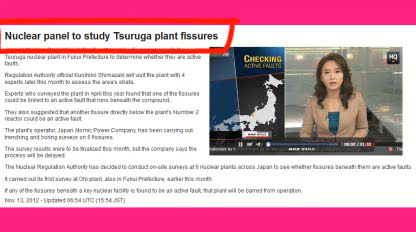 Nuclear panel to study Tsuruga plant fissures
Tsuruga nuclear plant in Fukui Prefecture to determine whether they are active
faults.
Regulation Authority official Kunihiko Shimazaki will visit the plant with 4
experts later this month to assess the area's strata.
Experts who surveyed the plant in April this year found that one of the fissures
could be linked to an active fault that runs beneath the compound.
They also suggested that another fissure directly below the plant's Number 2
reactor could be an active fault.
The plant's operator, Japan Atomic Power Company, has been carrying out
trenching and boring surveys on 6 fissures.
The survey results were to be finalized this month, but the company says the
process will be delayed.
The Nuclear Regulation Authority has decided to conduct on-site surveys at 6 nuclear plants across Japan to see whether fissures beneath them are active faults
It carried out its first survey at Ohi plant, also in Fukui Prefecture, earlier this month.
If any of the fissures beneath a key nuclear facility is found to be an active fault, that plant will be barred from operation.
Nov. 13, 2012 - Updated 06:54 UTC (15:54 JST)
CHECKING
ACTIVE FAULTS
HQ